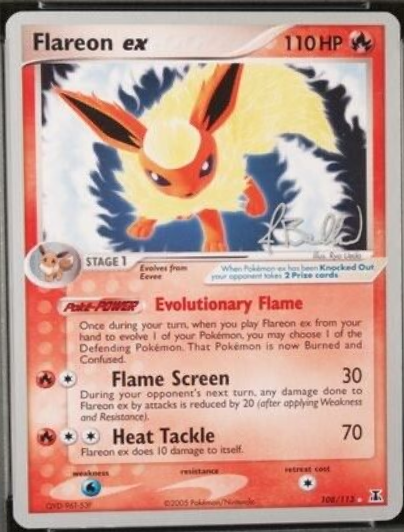 Flareon ex 110 HP
Illus. Ryo Ueda
STAGE 1
Evolves from
Eevee
When Pokémon-ex has been Knocked Out,
your opponent takes 2 Prize cards.
Poké-POWER Evolutionary Flame
Once during your turn, when you play Flareon ex from your
hand to evolve 1 of your Pokémon, you may choose 1 of the
Defending Pokémon. That Pokémon is now Burned and
Confused.
Flame Screen 30
During your opponent's next turn, any damage done to
Flareon ex by attacks is reduced by 20 (after applying Weakness
and Resistance).
Heat Tackle 70
Flareon ex does 10 damage to itself.
weakness resistance retreat cost
©2005 Pokémon/Nintendo
108/113